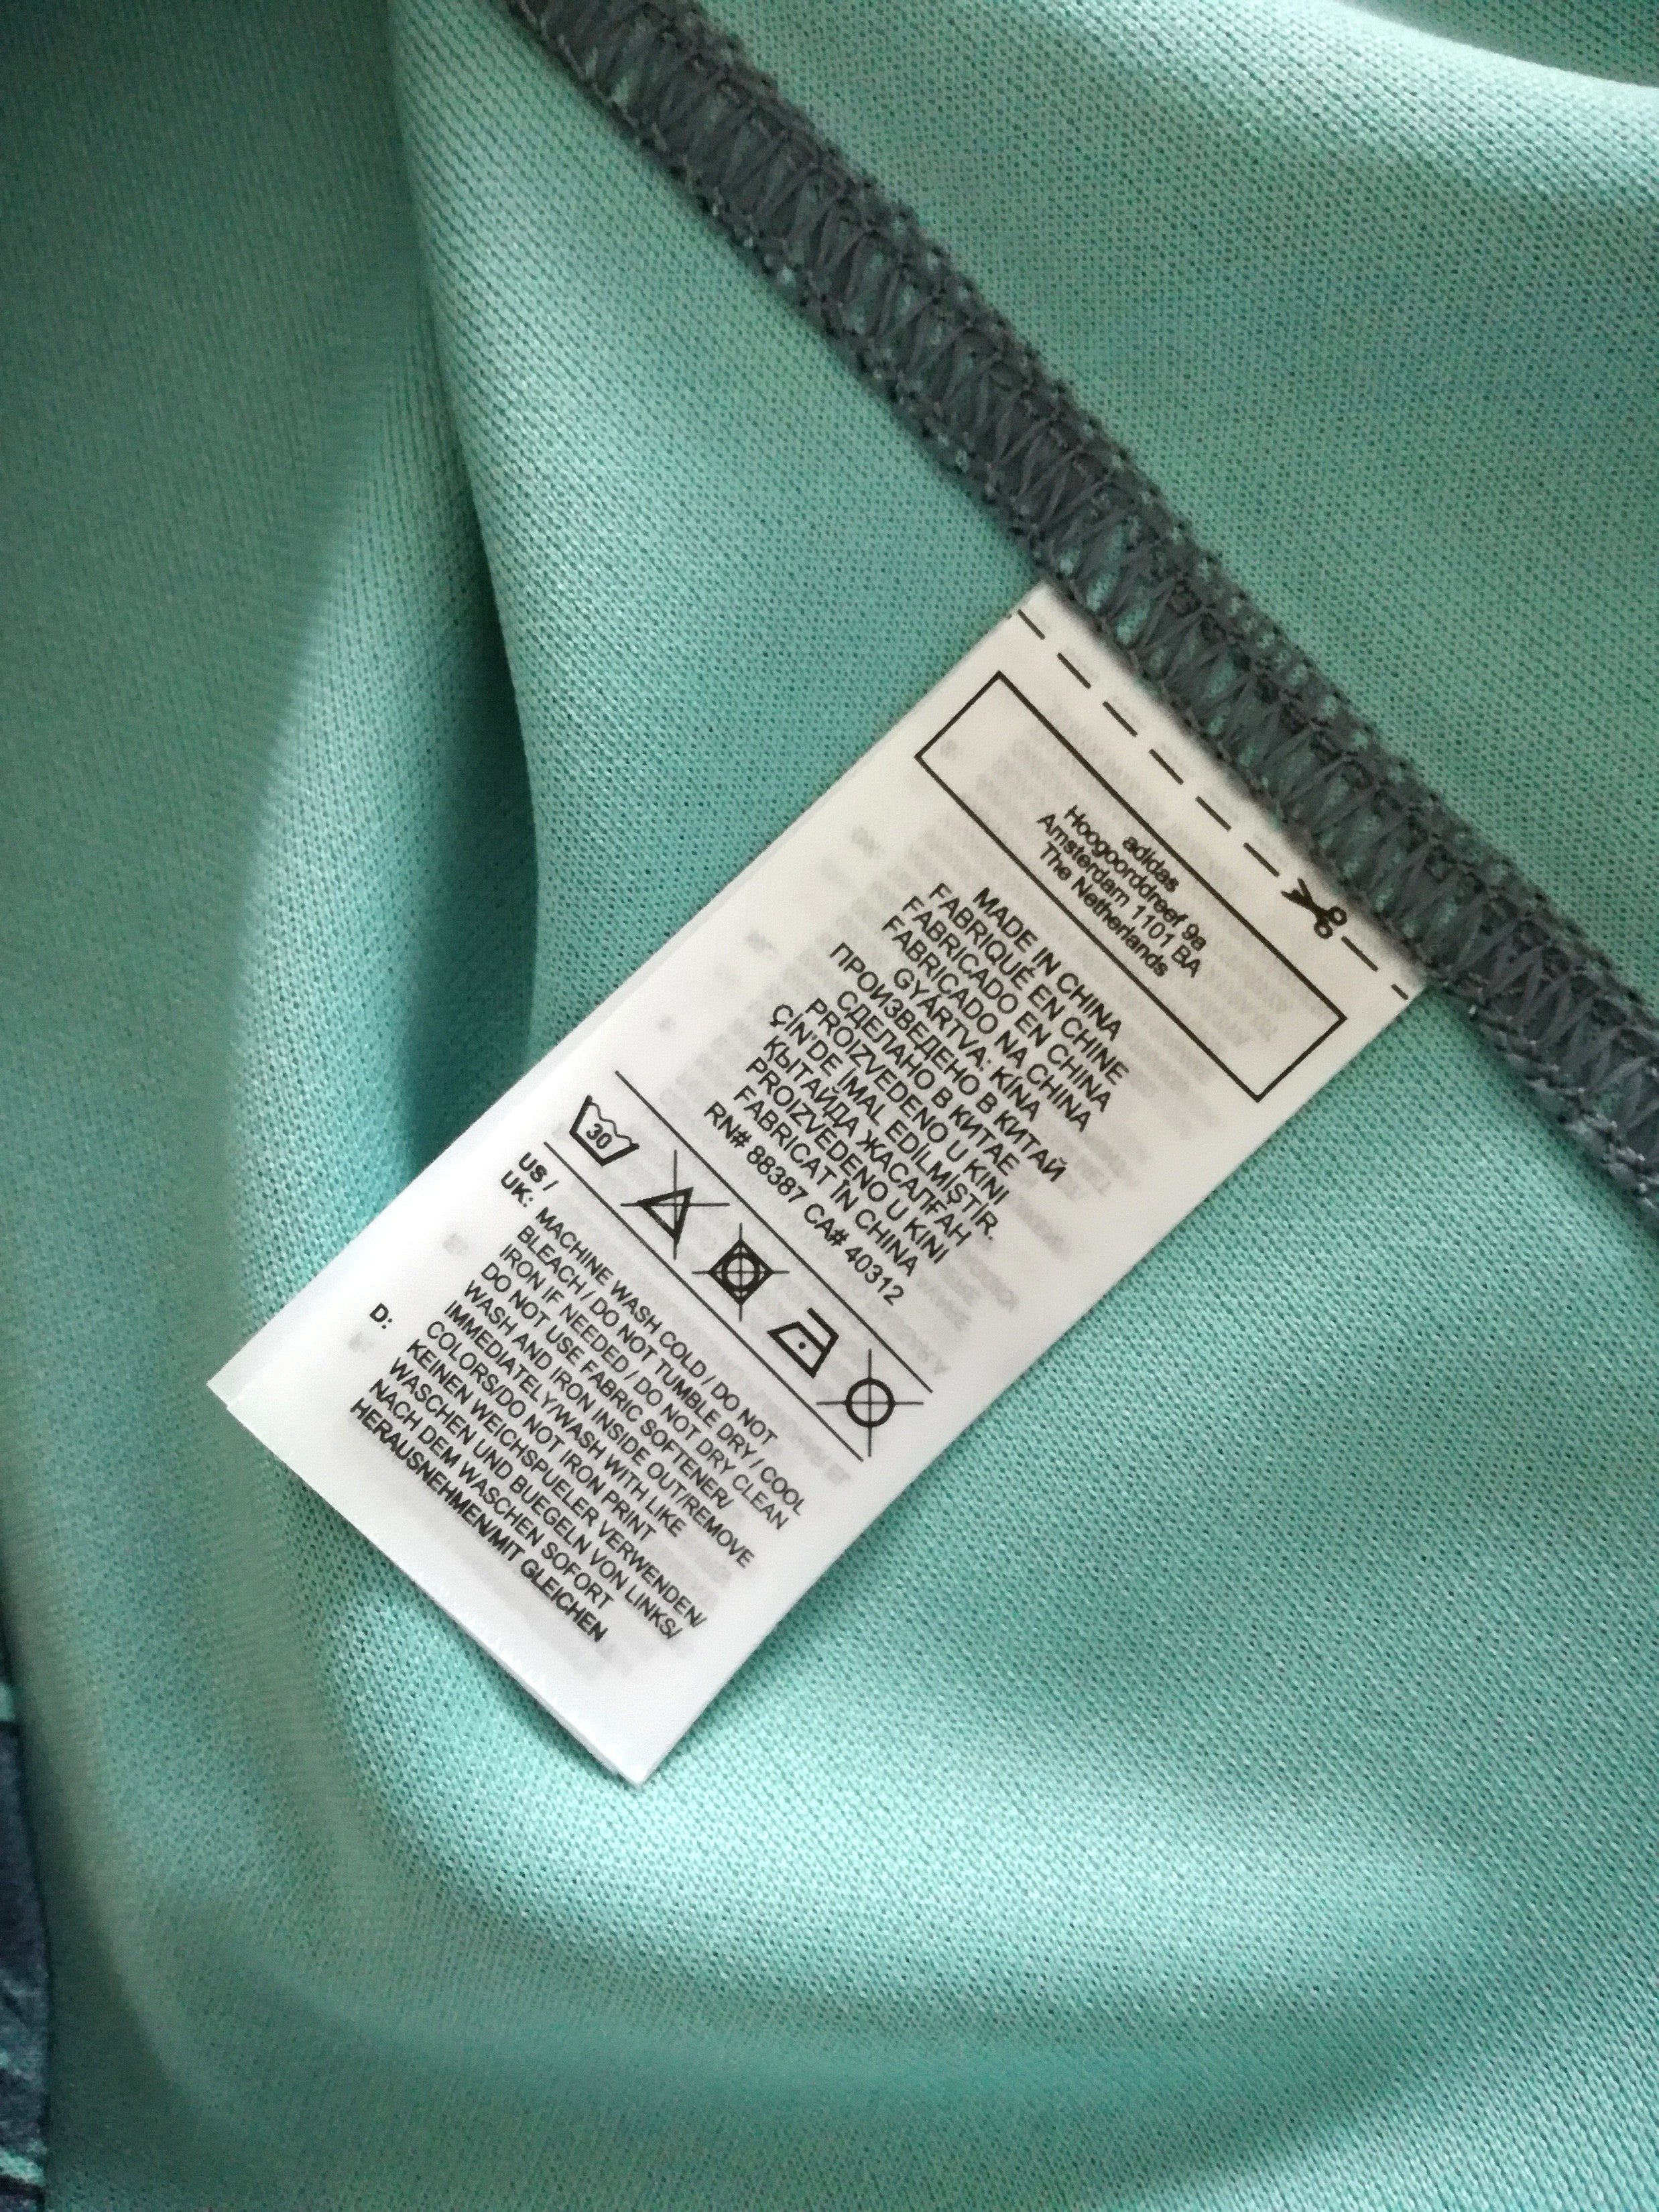 adidas
Hoogoorddreef 9a
Amsterdam 1101 BA
The Netherlands
MADE IN CHINA
FABRIQUÉ EN CHINE
FABRICADO EN CHINA
FABRICADO NA CHINA
GYÁRTVA: KÍNA
ПРОИЗВЕДЕНО В КИТАЙ
СДЕЛАНО В КИТАЕ
PROIZVEDENO U KINI
ÇİN'DE İMAL EDİLMİŞTİR.
ҚЫТАЙДА ЖАСАЛҒАН
PROIZVEDENO U KINI
FABRICAT ÎN CHINA
RN# 88387 CA# 40312
30
US /
UK: MACHINE WASH COLD / DO NOT
BLEACH / DO NOT TUMBLE DRY / COOL
IRON IF NEEDED / DO NOT DRY CLEAN
DO NOT USE FABRIC SOFTENER/
WASH AND IRON INSIDE OUT/REMOVE
IMMEDIATELY/WASH WITH LIKE
COLORS/DO NOT IRON PRINT
D: KEINEN WEICHSPUELER VERWENDEN/
WASCHEN UND BUEGELN VON LINKS/
NACH DEM WASCHEN SOFORT
HERAUSNEHMEN/MIT GLEICHEN